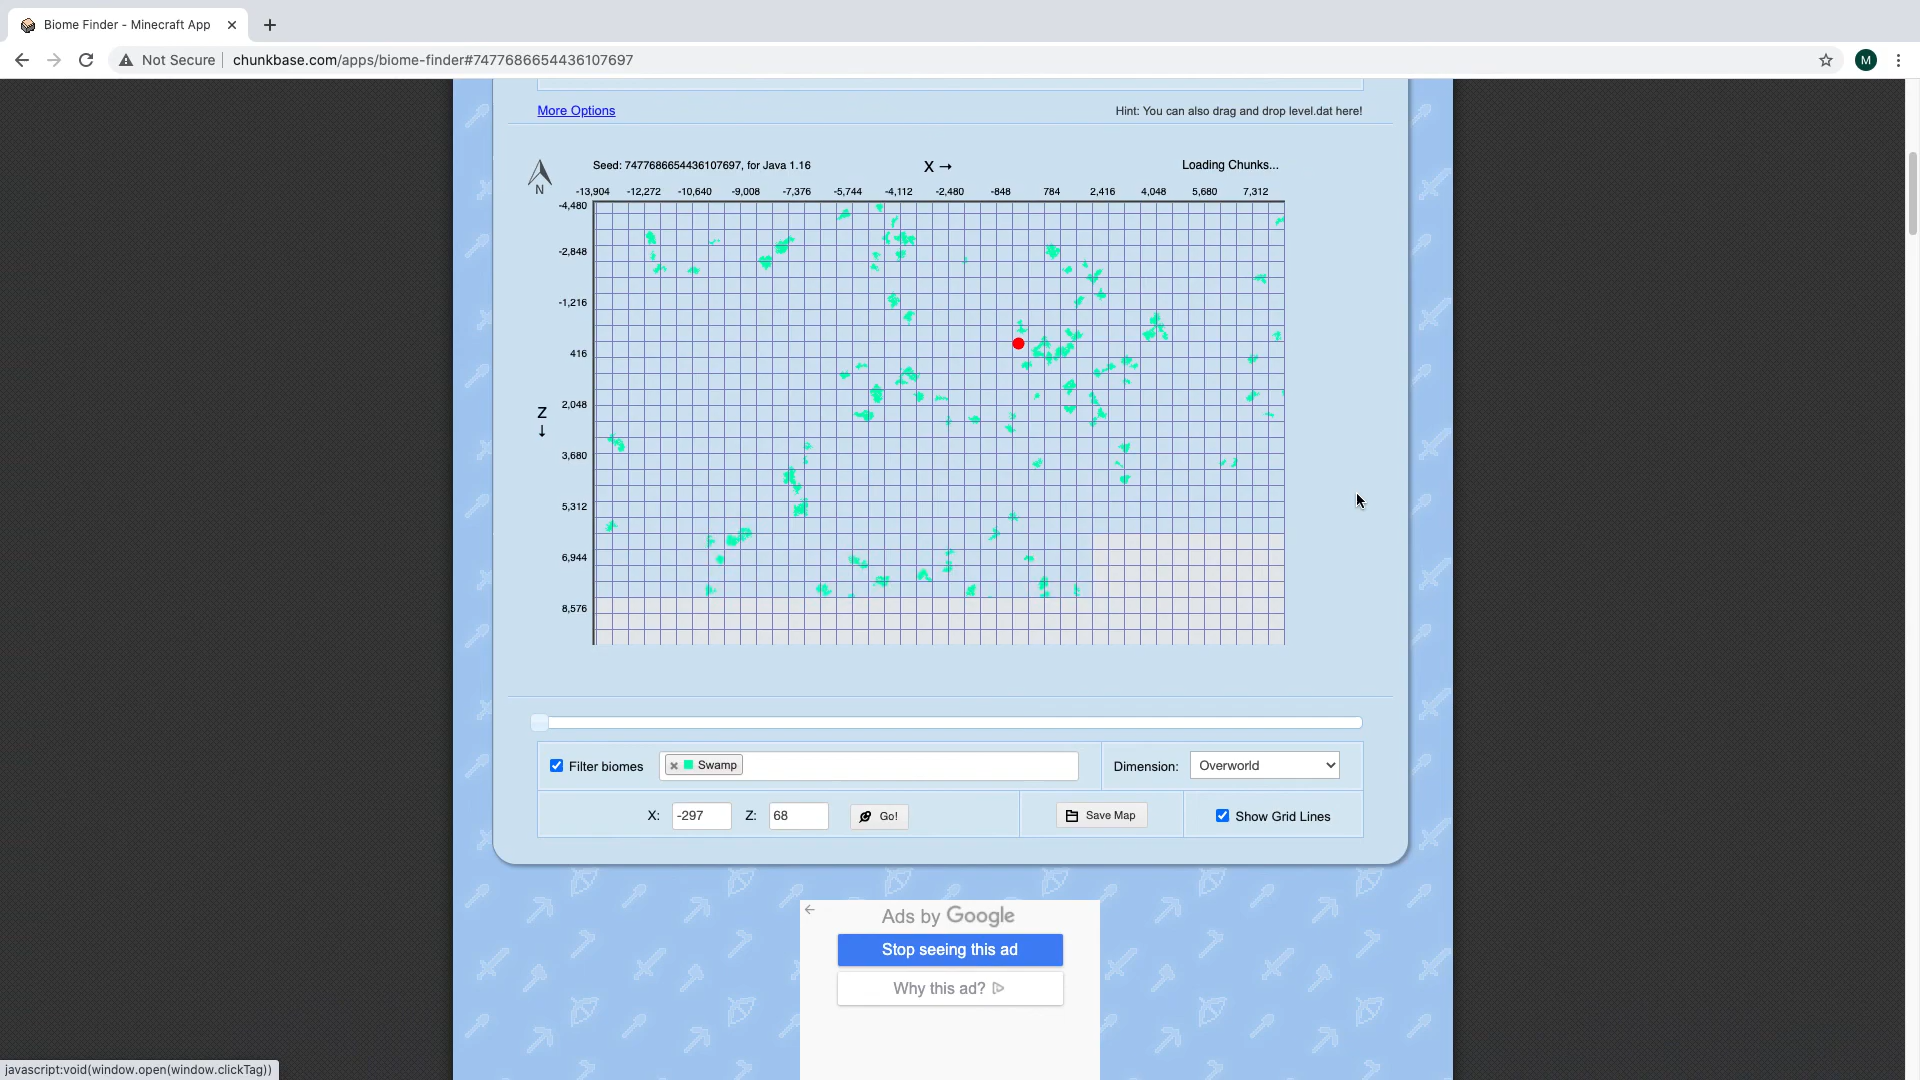 Biome Finder - Minecraft App
Not Secure
chunkbase.com/apps/biome-finder#7477686654436107697
M
More Options
Hint: You can also drag and drop level.dat here!
Seed: 7477686654436107697, for Java 1.16
X →
Loading Chunks...
N
-13,904 -12,272 -10,640 -9,008 -7,376 -5,744 -4,112 -2,480 -848 784 2,416 4,048 5,680 7,312
-4,480
-2,848
-1,216
416
2,048
Z
↓
3,680
5,312
6,944
8,576
Filter biomes
Swamp
Dimension:
Overworld
X: -297 Z: 68 Go!
Save Map
Show Grid Lines
Ads by Google
Stop seeing this ad
Why this ad?
javascript:void(window.open(window.clickTag))